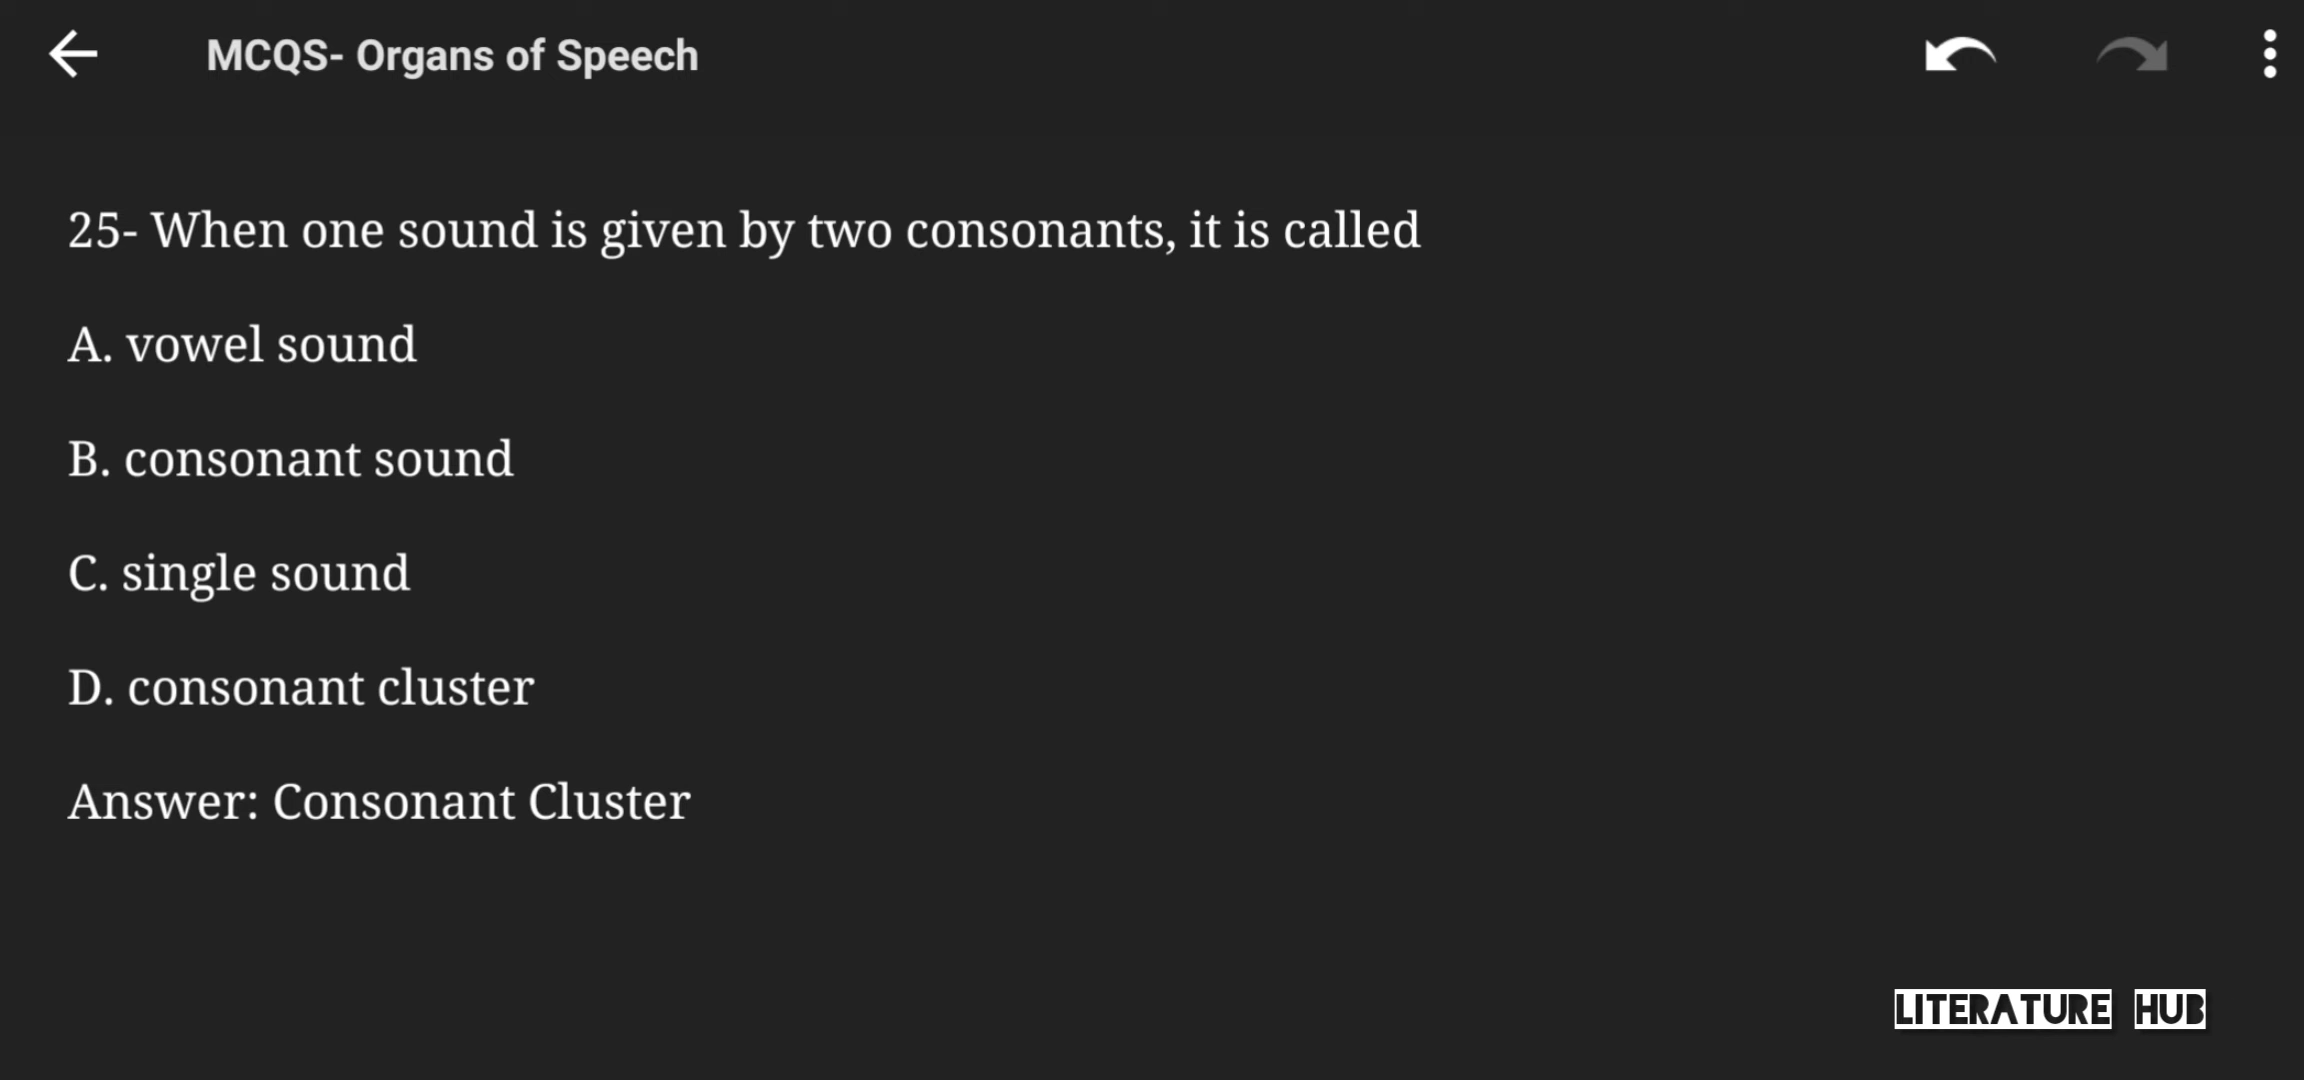 MCQS- Organs of Speech
25- When one sound is given by two consonants, it is called
A. vowel sound
B. consonant sound
C. single sound
D. consonant cluster
Answer: Consonant Cluster
LITERATURE HUB